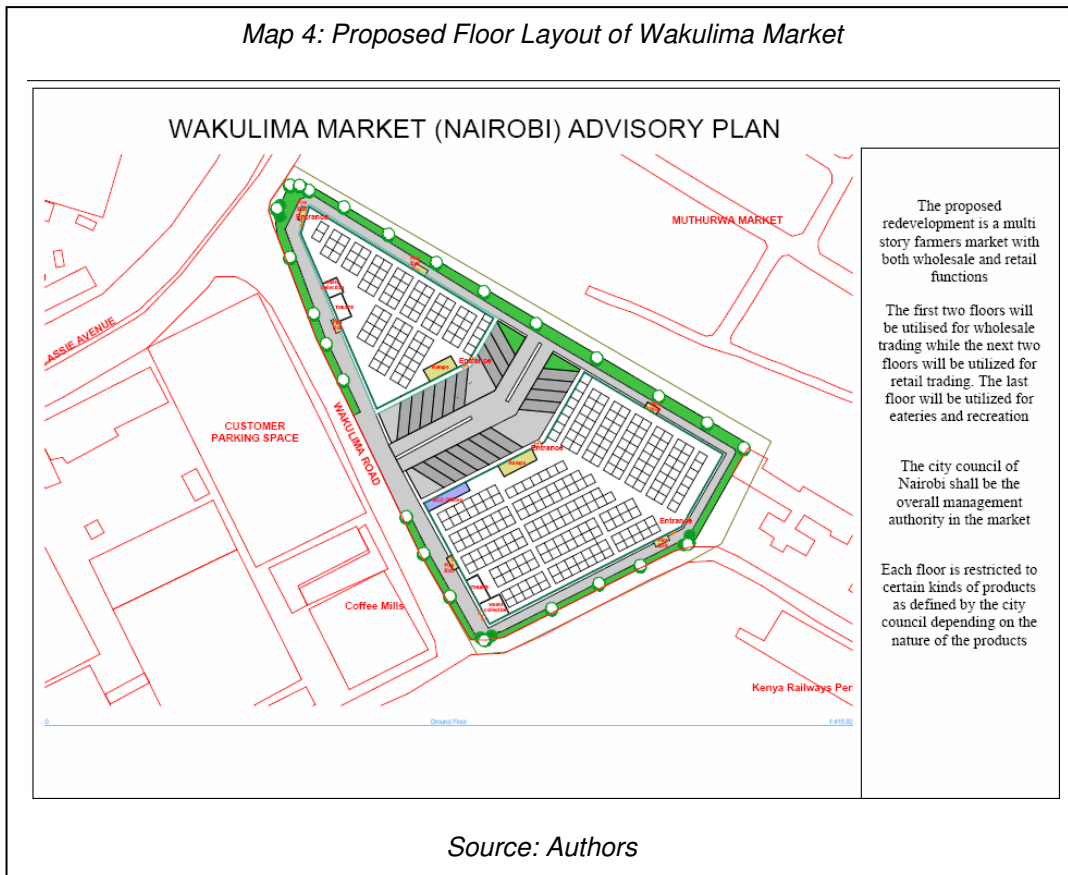 Map 4: Proposed Floor Layout of Wakulima Market
WAKULIMA MARKET (NAIROBI) ADVISORY PLAN
MUTHURWA MARKET
Entrance
ASSIE AVENUE
Toilets
Ramps
Entrance
WAKULIMA ROAD
CUSTOMER
PARKING SPACE
Entrance
Ramps
Entrance
Toilets
Coffee Mills
Kenya Railways Per
Ground Floor
The proposed
redevelopment is a multi
story farmers market with
both wholesale and retail
functions
The first two floors will
be utilised for wholesale
trading while the next two
floors will be utilized for
retail trading. The last
floor will be utilized for
eateries and recreation
The city council of
Nairobi shall be the
overall management
authority in the market
Each floor is restricted to
certain kinds of products
as defined by the city
council depending on the
nature of the products
Source: Authors